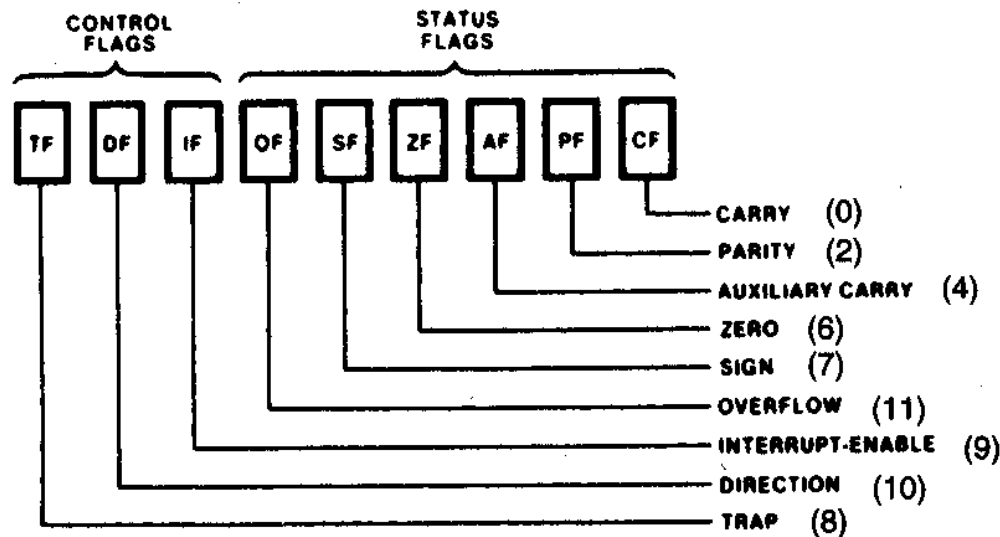 CONTROL
FLAGS
STATUS
FLAGS
TF DF IF OF SF ZF AF PF CF
CARRY (0)
PARITY (2)
AUXILIARY CARRY (4)
ZERO (6)
SIGN (7)
OVERFLOW (11)
INTERRUPT-ENABLE (9)
DIRECTION (10)
TRAP (8)